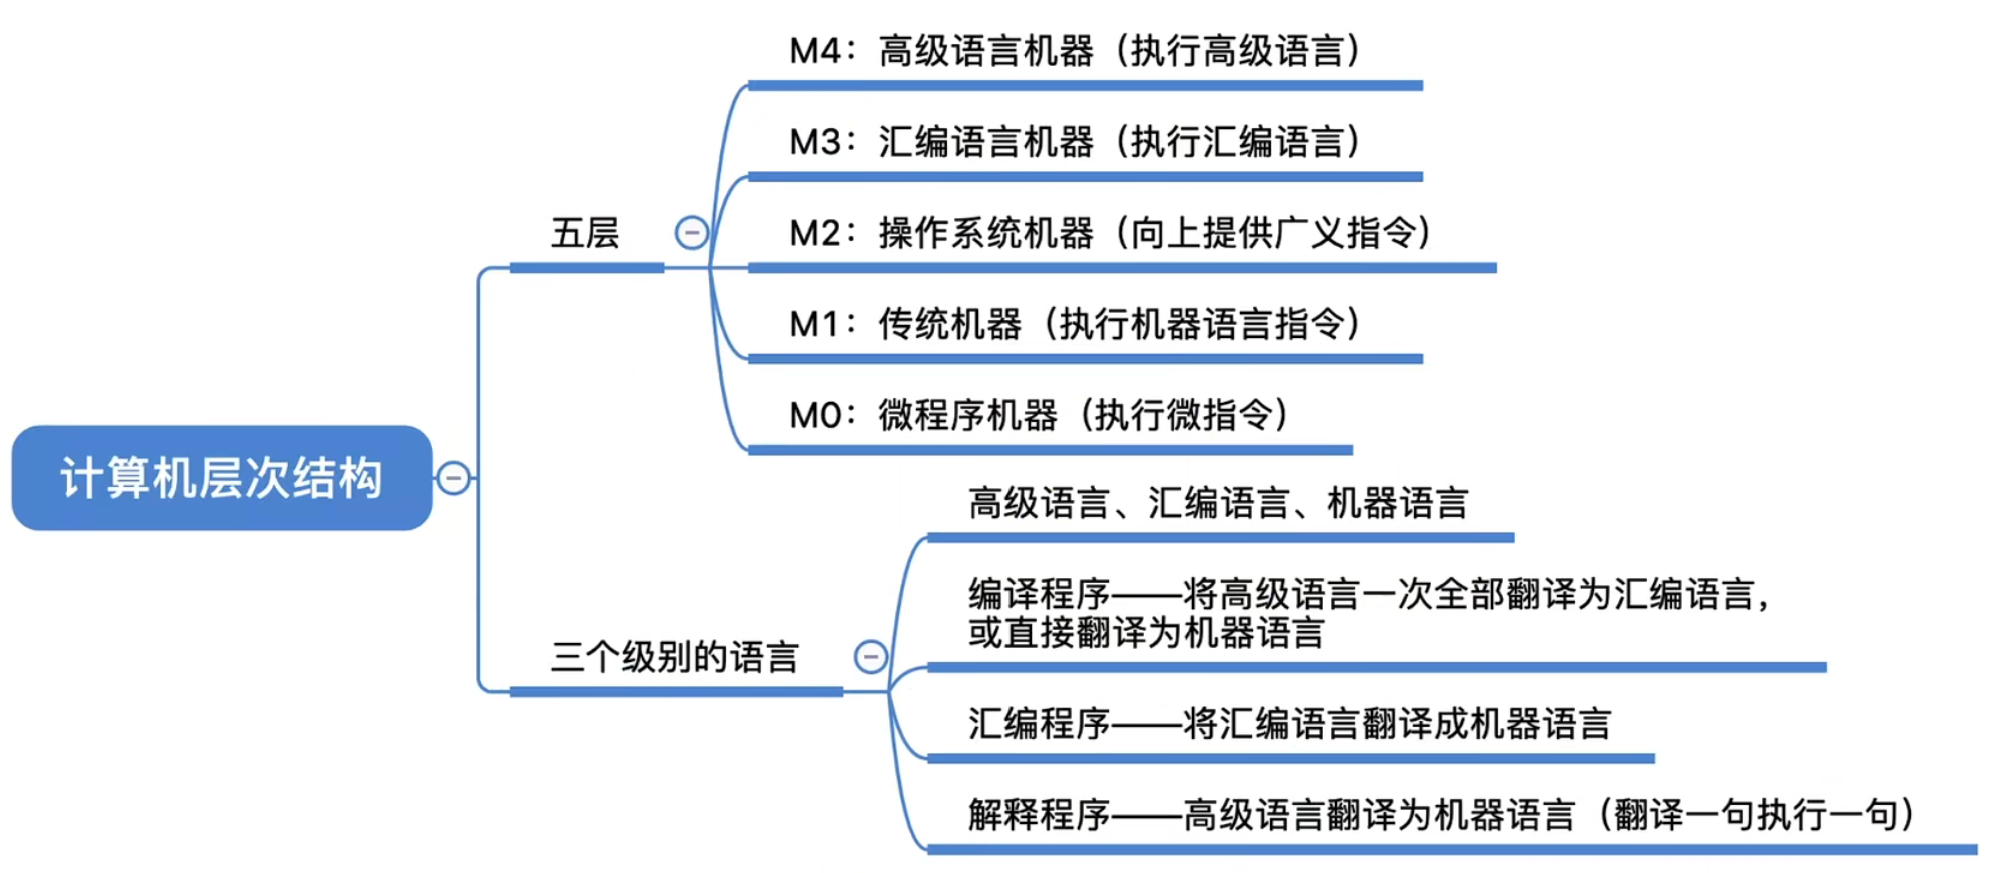 计算机层次结构
五层
M4：高级语言机器（执行高级语言）
M3：汇编语言机器（执行汇编语言）
M2：操作系统机器（向上提供广义指令）
M1：传统机器（执行机器语言指令）
M0：微程序机器（执行微指令）
三个级别的语言
高级语言、汇编语言、机器语言
编译程序——将高级语言一次全部翻译为汇编语言，
或直接翻译为机器语言
汇编程序——将汇编语言翻译成机器语言
解释程序——高级语言翻译为机器语言（翻译一句执行一句）